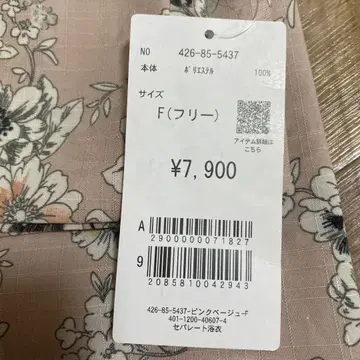 NO 426-85-5437
本体 ﾎﾟﾘｴｽﾃﾙ 100%
サイズ
F(フリー)
アイテム詳細は
こちら
¥7,900
A
2900000071827
9
2085810042943
426-85-5437-ピンクベージュ-F
401-1200-40607-4
セパレート浴衣